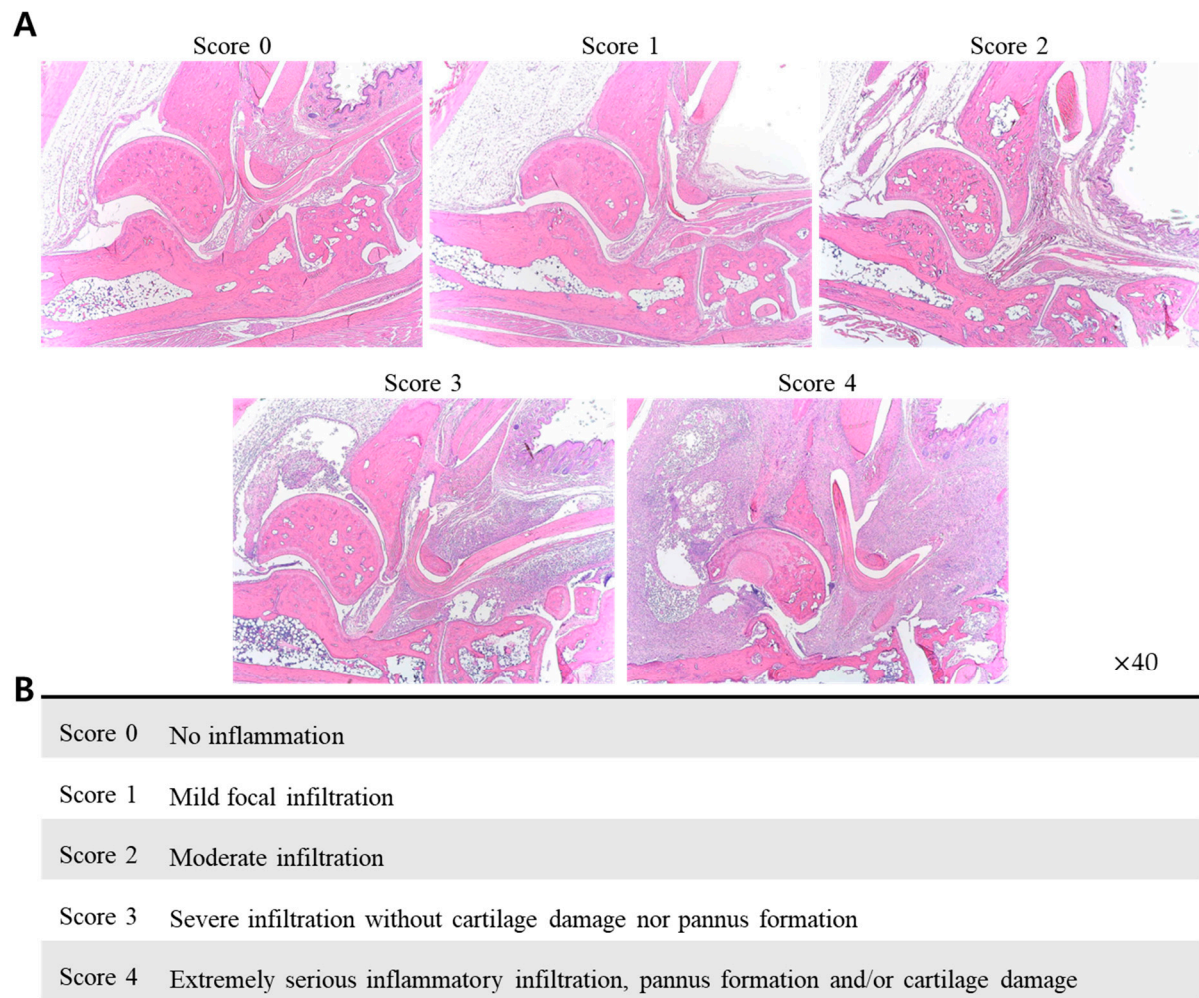 A
Score 0
Score 1
Score 2
Score 3
Score 4
×40
B
Score 0 No inflammation
Score 1 Mild focal infiltration
Score 2 Moderate infiltration
Score 3 Severe infiltration without cartilage damage nor pannus formation
Score 4 Extremely serious inflammatory infiltration, pannus formation and/or cartilage damage